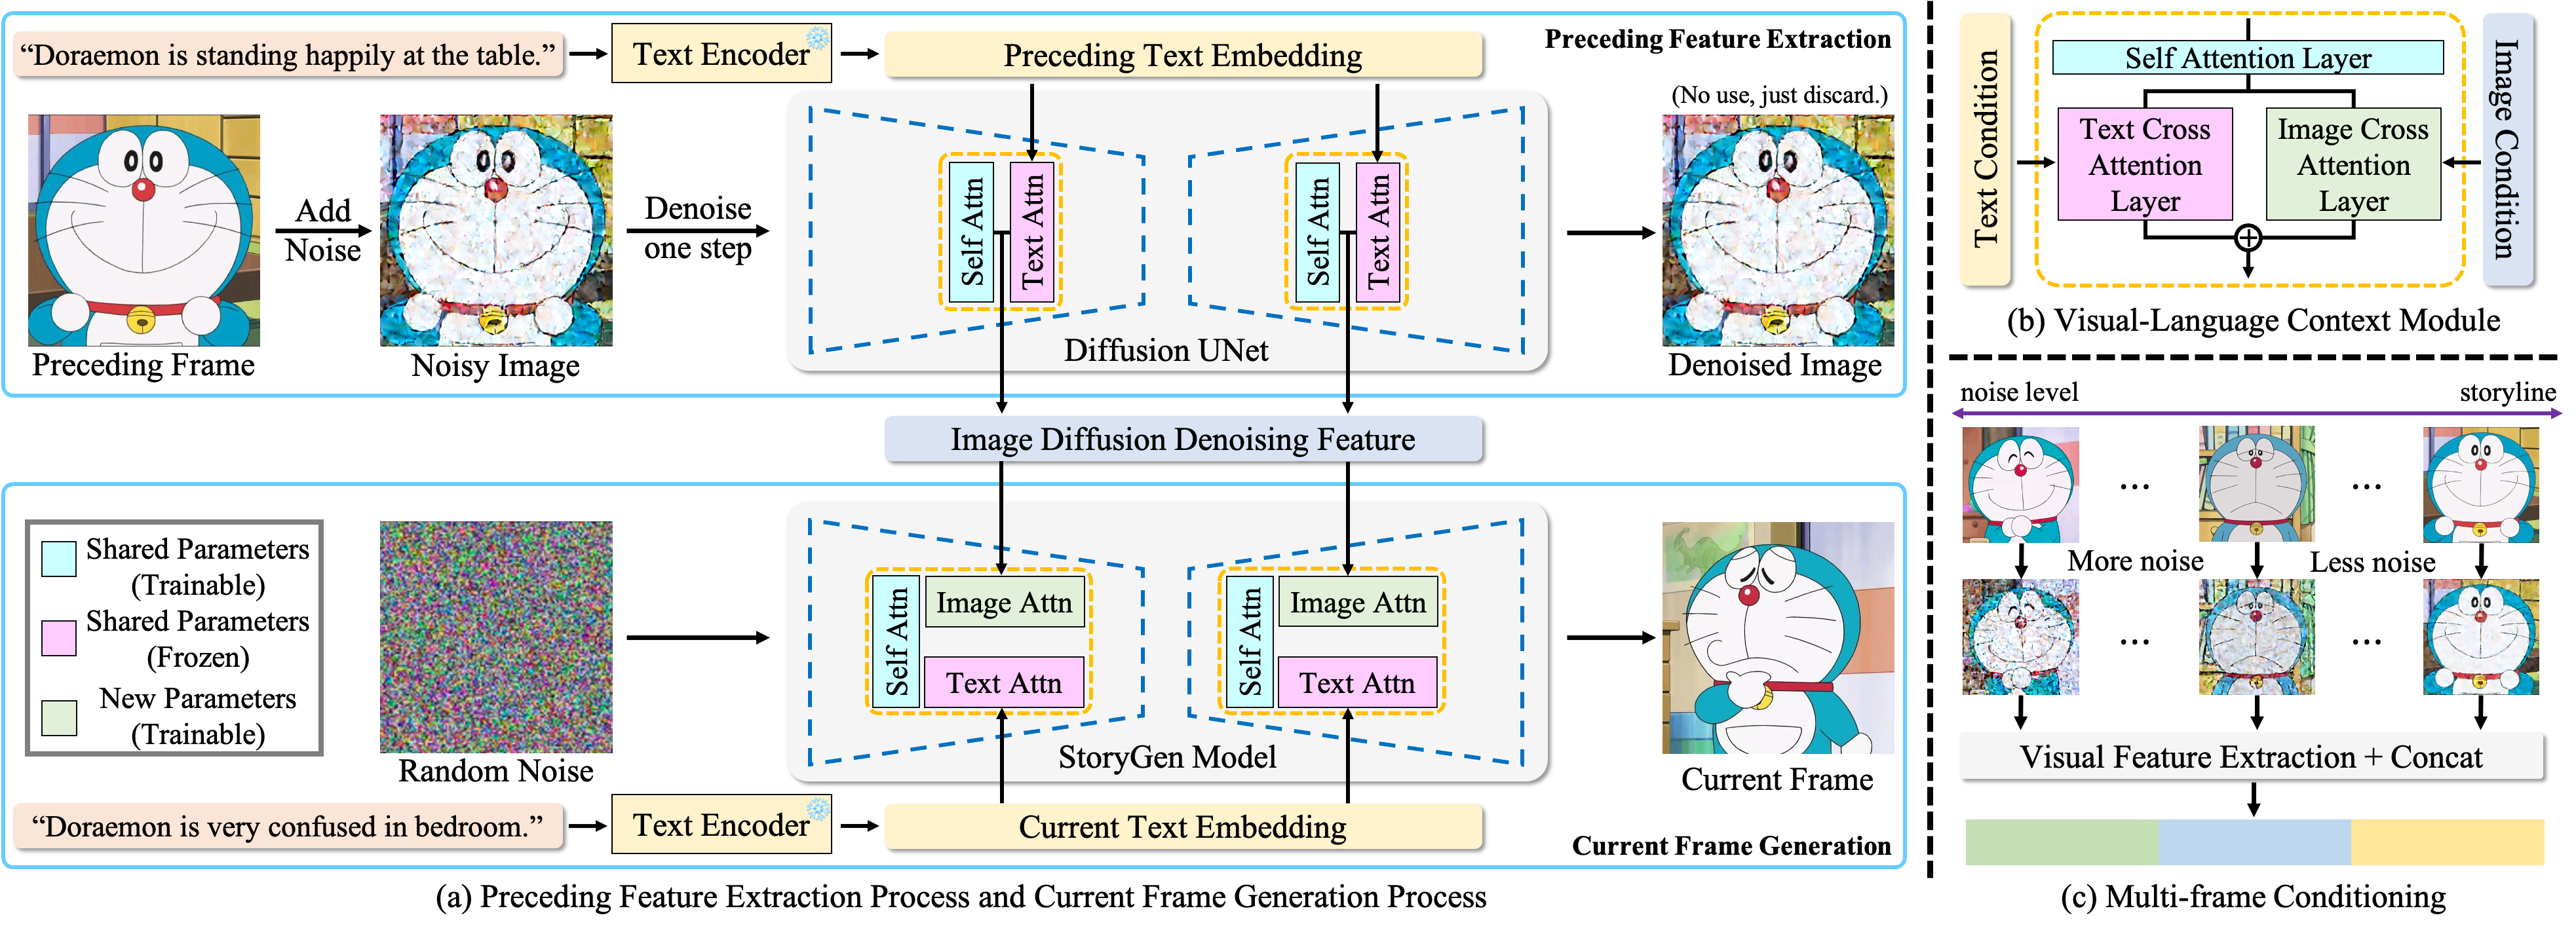 “Doraemon is standing happily at the table.”
Text Encoder
Preceding Text Embedding
Preceding Feature Extraction
(No use, just discard.)
Add
Noise
Denoise
one step
Self Attn
Text Attn
Self Attn
Text Attn
Preceding Frame
Noisy Image
Diffusion UNet
Denoised Image
Image Diffusion Denoising Feature
Shared Parameters
(Trainable)
Shared Parameters
(Frozen)
New Parameters
(Trainable)
Random Noise
Self Attn
Image Attn
Text Attn
Self Attn
Image Attn
Text Attn
StoryGen Model
Current Frame
“Doraemon is very confused in bedroom.”
Text Encoder
Current Text Embedding
Current Frame Generation
(a) Preceding Feature Extraction Process and Current Frame Generation Process
Text Condition
Self Attention Layer
Text Cross
Attention
Layer
Image Cross
Attention
Layer
Image Condition
(b) Visual-Language Context Module
noise level
storyline
...
...
More noise
Less noise
...
...
Visual Feature Extraction + Concat
(c) Multi-frame Conditioning